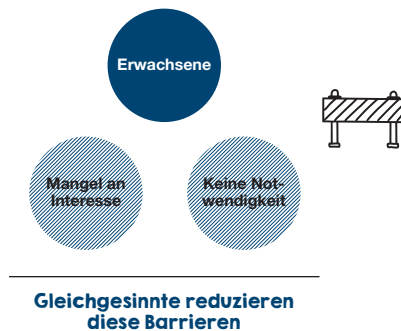 Erwachsene
Mangel an
Interesse
Keine Not-
wendigkeit
Gleichgesinnte reduzieren
diese Barrieren